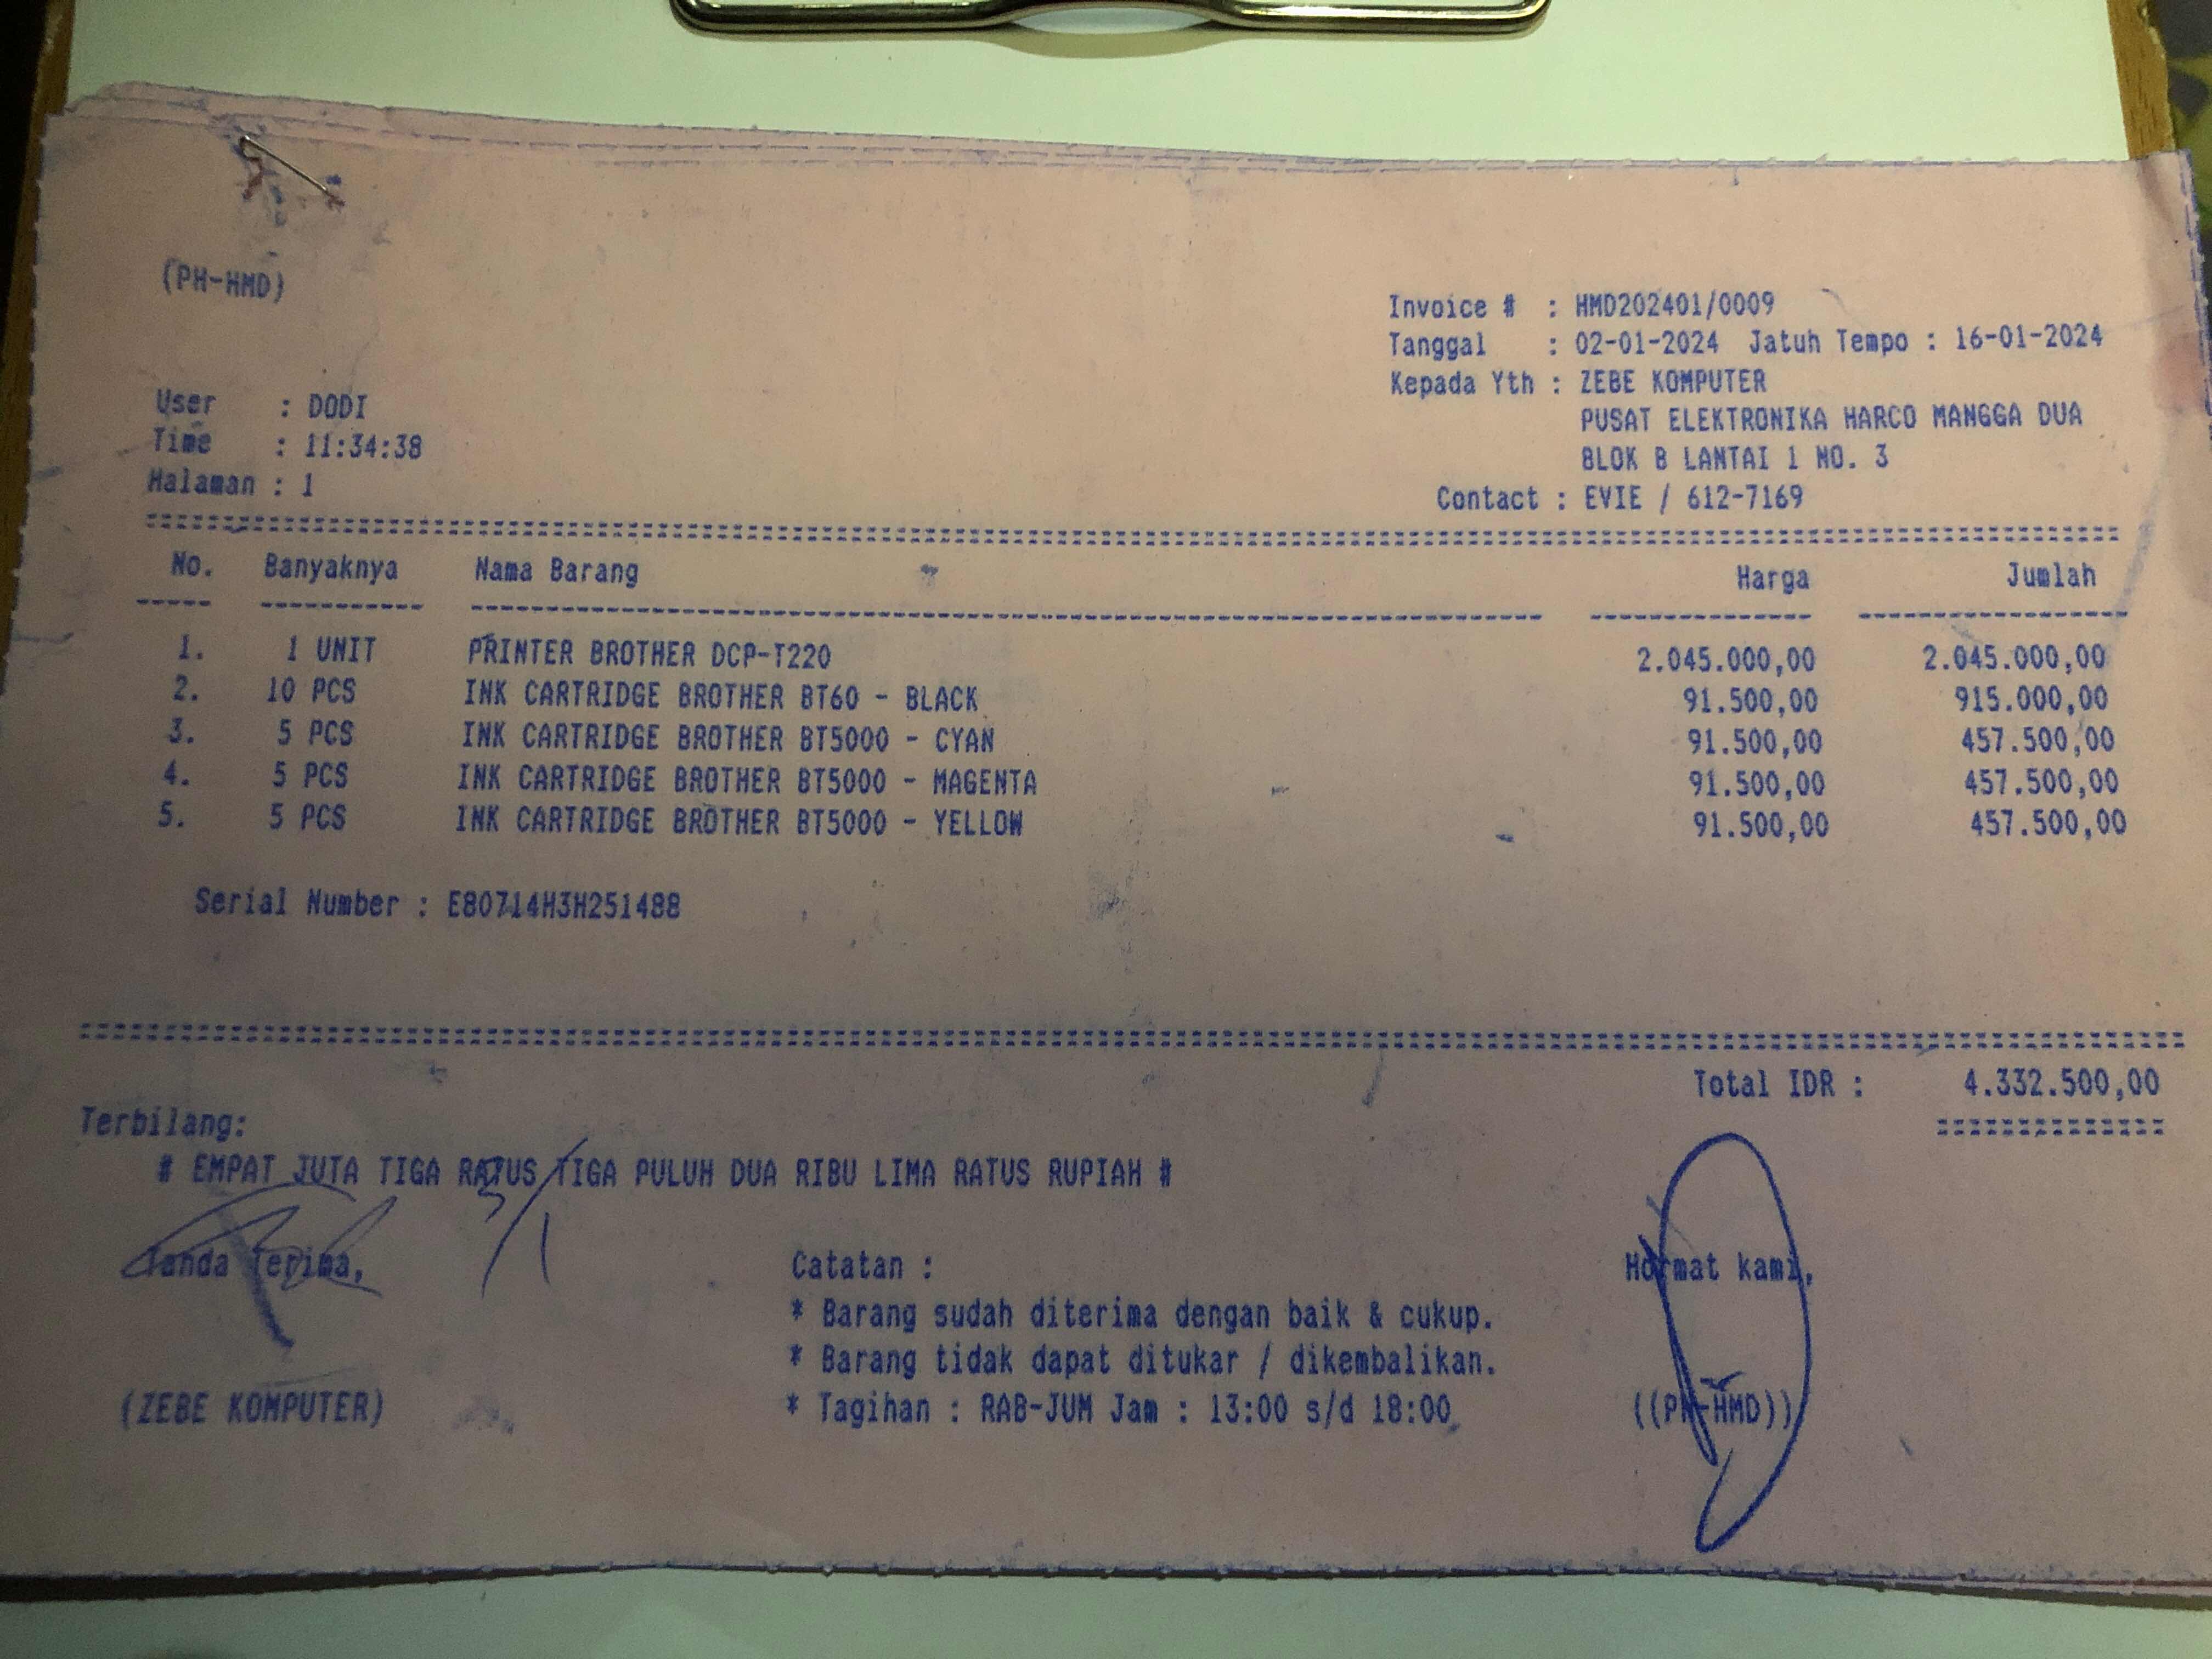 (PH-HMD)
Invoice # : HMD202401/0009
Tanggal : 02-01-2024 Jatuh Tempo : 16-01-2024
Kepada Yth : ZEBE KOMPUTER
PUSAT ELEKTRONIKA HARCO MANGGA DUA
BLOK B LANTAI 1 NO. 3
Contact : EVIE / 612-7169
User : DODI
Time : 11:34:38
Halaman : 1
No. Banyaknya Nama Barang Harga Jumlah
1. 1 UNIT PRINTER BROTHER DCP-T220 2.045.000,00 2.045.000,00
2. 10 PCS INK CARTRIDGE BROTHER BT60 - BLACK 91.500,00 915.000,00
3. 5 PCS INK CARTRIDGE BROTHER BT5000 - CYAN 91.500,00 457.500,00
4. 5 PCS INK CARTRIDGE BROTHER BT5000 - MAGENTA 91.500,00 457.500,00
5. 5 PCS INK CARTRIDGE BROTHER BT5000 - YELLOW 91.500,00 457.500,00
Serial Number : E80714H3H251488
Total IDR : 4.332.500,00
Terbilang:
# EMPAT JUTA TIGA RATUS TIGA PULUH DUA RIBU LIMA RATUS RUPIAH #
3/1
Tanda Terima,
(ZEBE KOMPUTER)
Catatan :
* Barang sudah diterima dengan baik & cukup.
* Barang tidak dapat ditukar / dikembalikan.
* Tagihan : RAB-JUM Jam : 13:00 s/d 18:00
Hormat kami,
((PH-HMD))